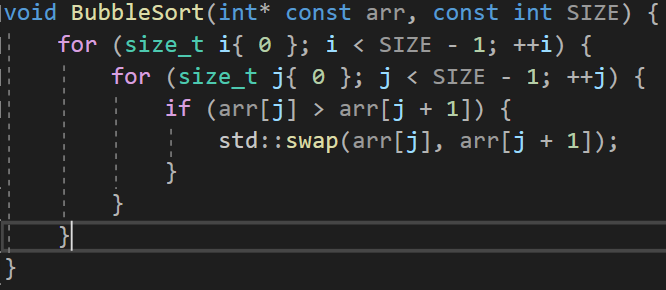 void BubbleSort(int* const arr, const int SIZE) {
    for (size_t i{ 0 }; i < SIZE - 1; ++i) {
        for (size_t j{ 0 }; j < SIZE - 1; ++j) {
            if (arr[j] > arr[j + 1]) {
                std::swap(arr[j], arr[j + 1]);
            }
        }
    }
}